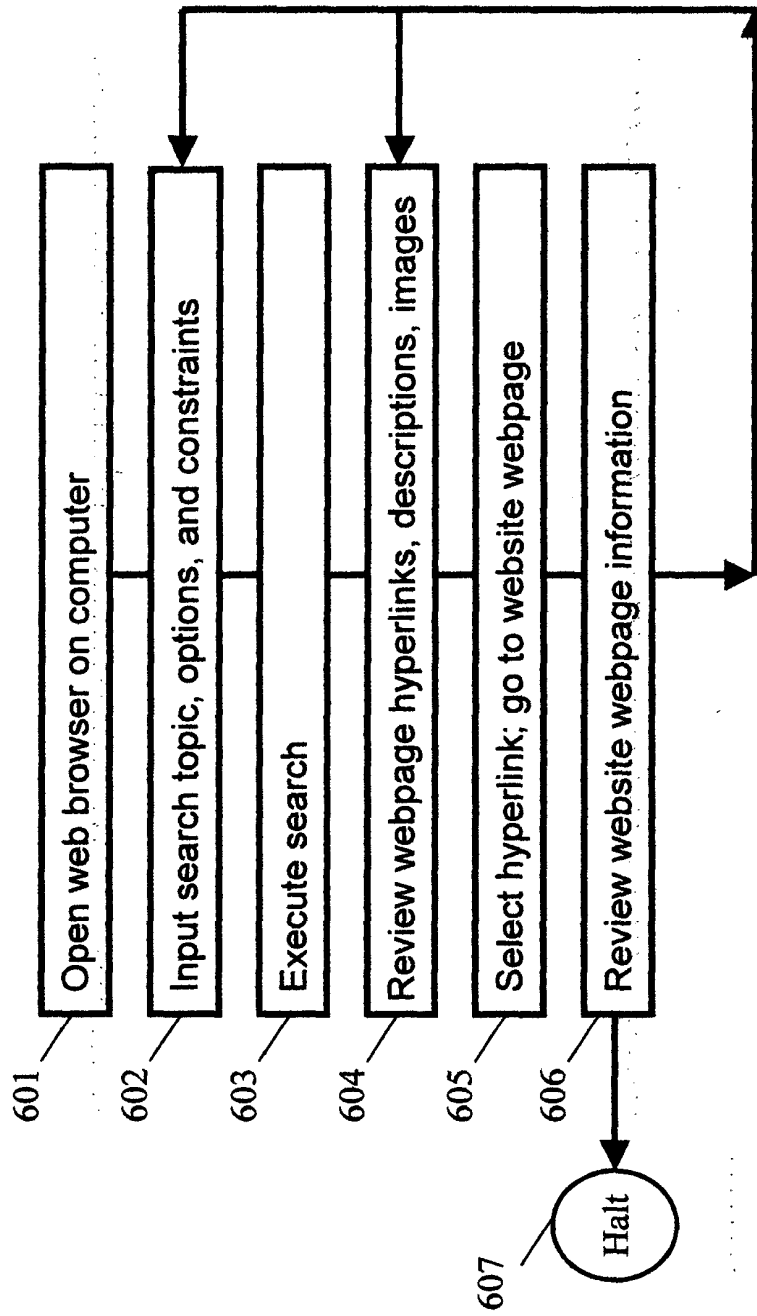 601
Open web browser on computer
602
Input search topic, options, and constraints
603
Execute search
604
Review webpage hyperlinks, descriptions, images
605
Select hyperlink; go to website webpage
606
Review website webpage information
607
Halt